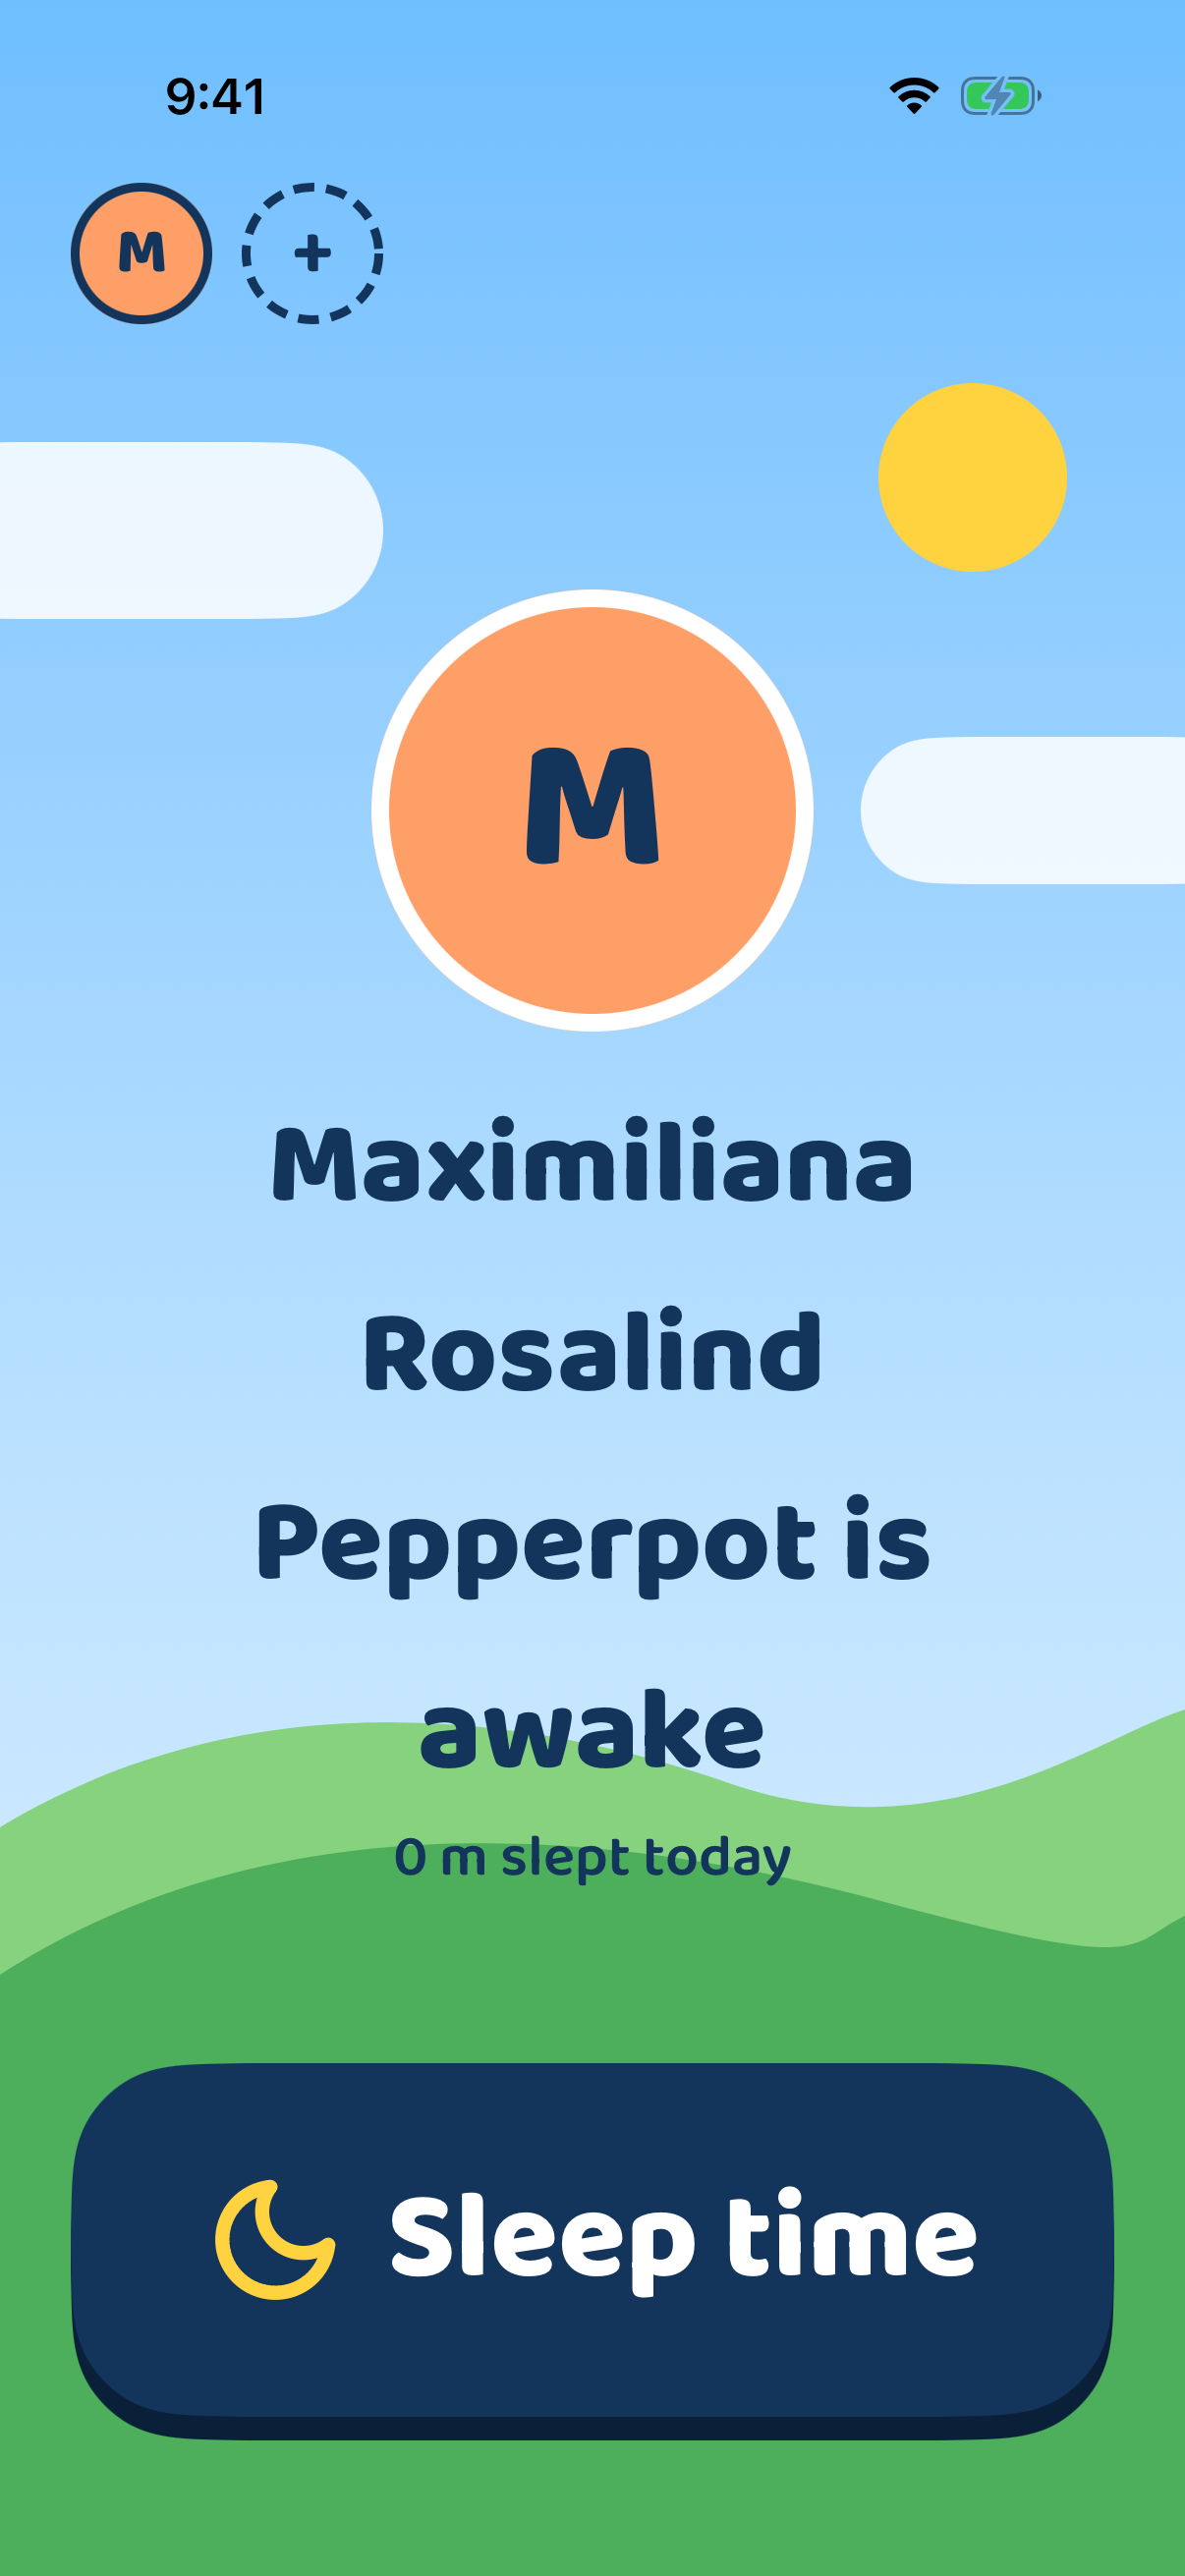 9:41
M +
M
Maximiliana
Rosalind
Pepperpot is
awake
0 m slept today
Sleep time